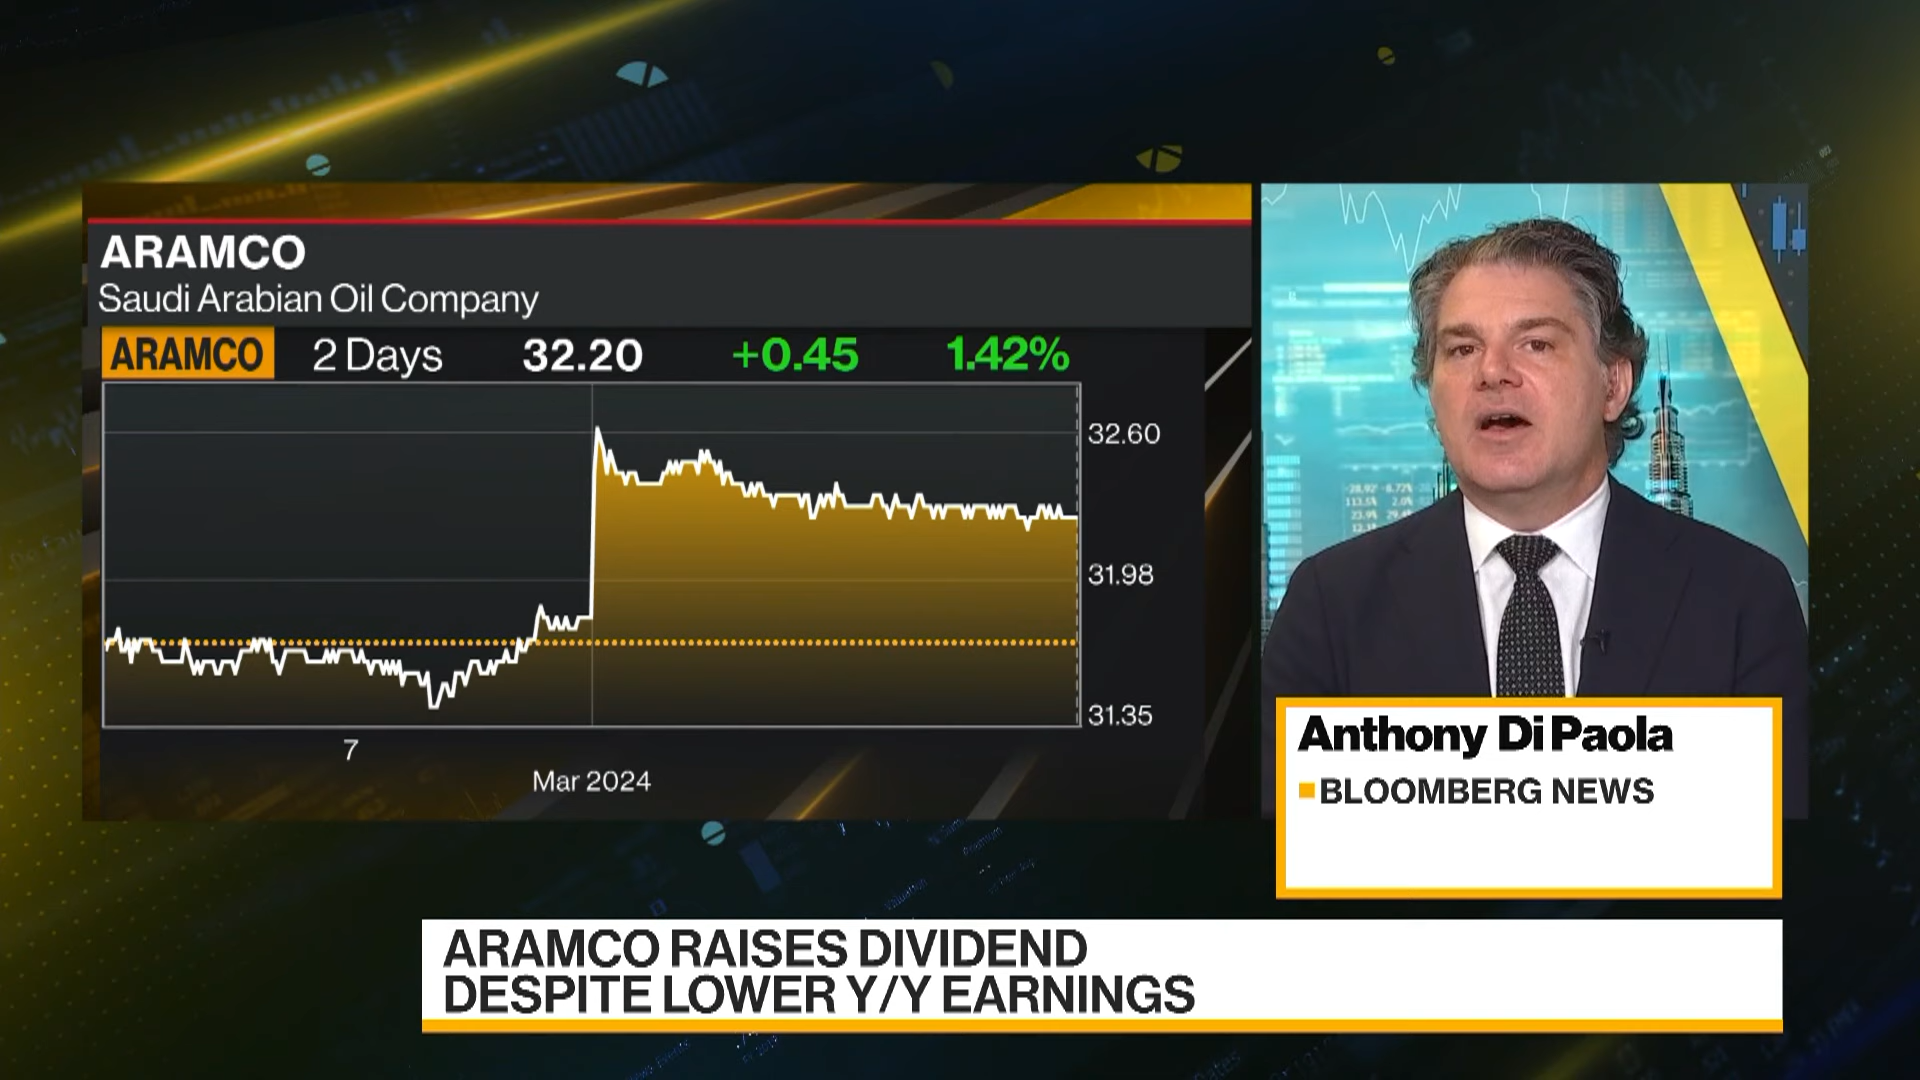 ARAMCO
Saudi Arabian Oil Company
ARAMCO 2 Days 32.20 +0.45 1.42%
32.60
31.98
31.35
7
Mar 2024
Anthony Di Paola
BLOOMBERG NEWS
ARAMCO RAISES DIVIDEND
DESPITE LOWER Y/Y EARNINGS